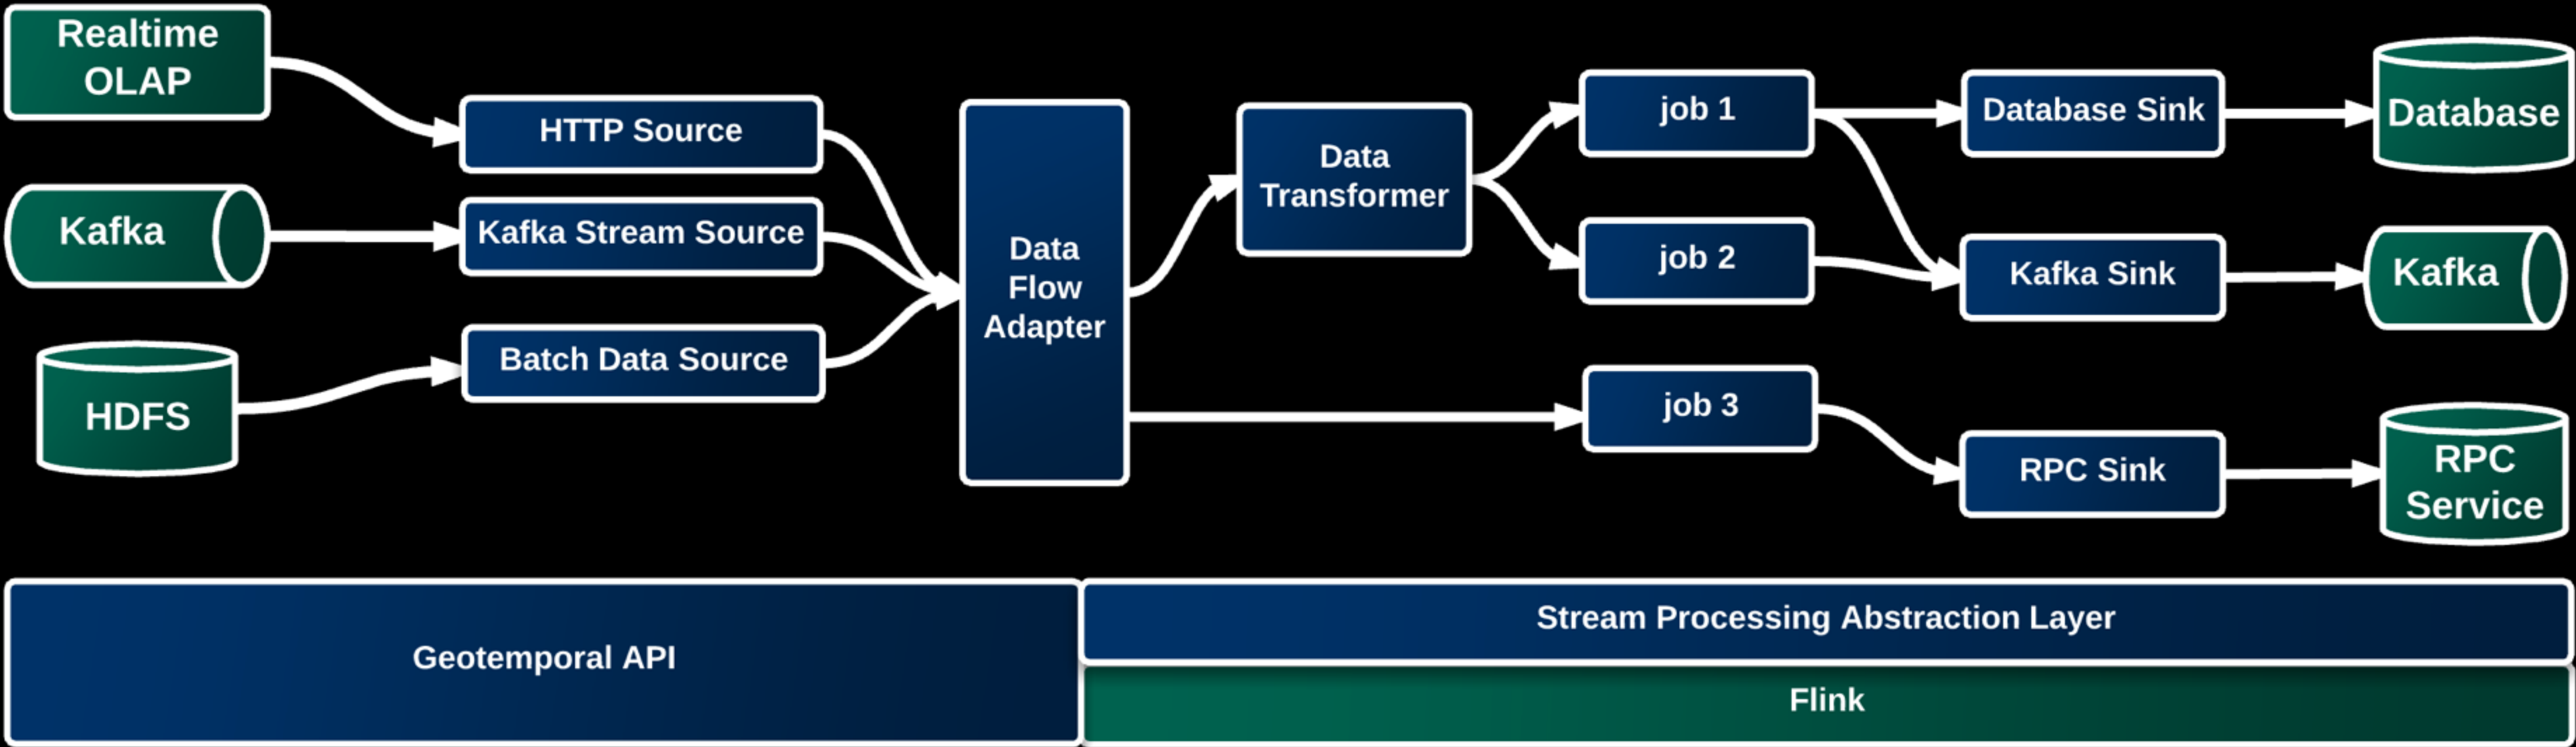 Realtime
OLAP
Kafka
HDFS
HTTP Source
Kafka Stream Source
Batch Data Source
Data
Flow
Adapter
Data
Transformer
job 1
job 2
job 3
Database Sink
Kafka Sink
RPC Sink
Database
Kafka
RPC
Service
Geotemporal API
Stream Processing Abstraction Layer
Flink